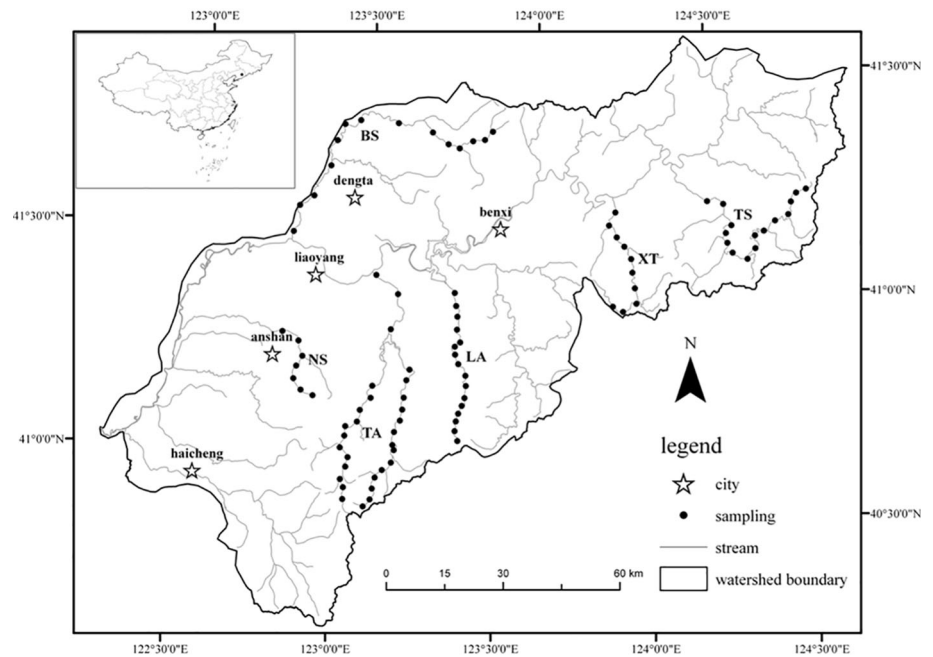 123°0'0"E 123°30'0"E 124°0'0"E 124°30'0"E
41°30'0"N
BS
dengta
41°30'0"N
benxi
TS
liaoyang
XT
41°0'0"N
anshan
NS
LA
N
TA
41°0'0"N
haicheng
legend
city
sampling
40°30'0"N
stream
0 15 30 60 km
watershed boundary
122°30'0"E 123°0'0"E 123°30'0"E 124°0'0"E 124°30'0"E